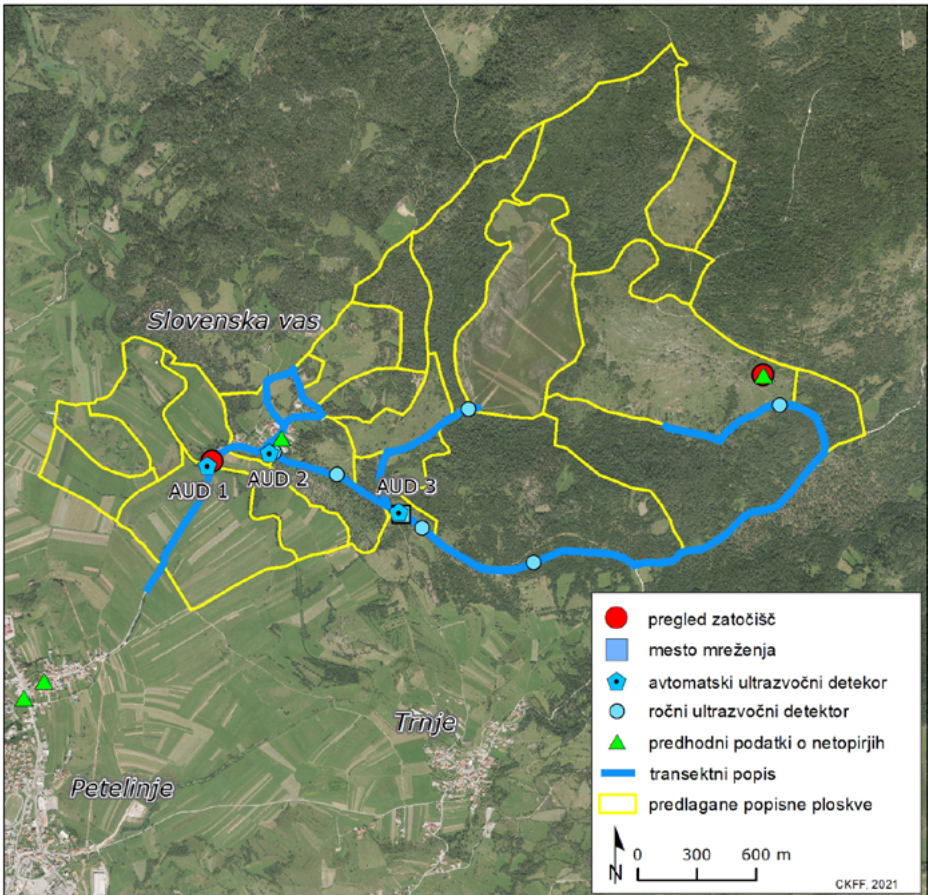 Slovenska vas
AUD 1
AUD 2
AUD 3
Trnje
Petelinje
pregled zatočišč
mesto mreženja
avtomatski ultrazvočni detekor
ročni ultrazvočni detektor
predhodni podatki o netopirjih
transektni popis
predlagane popisne ploskve
N
0 300 600 m
CKFF, 2021